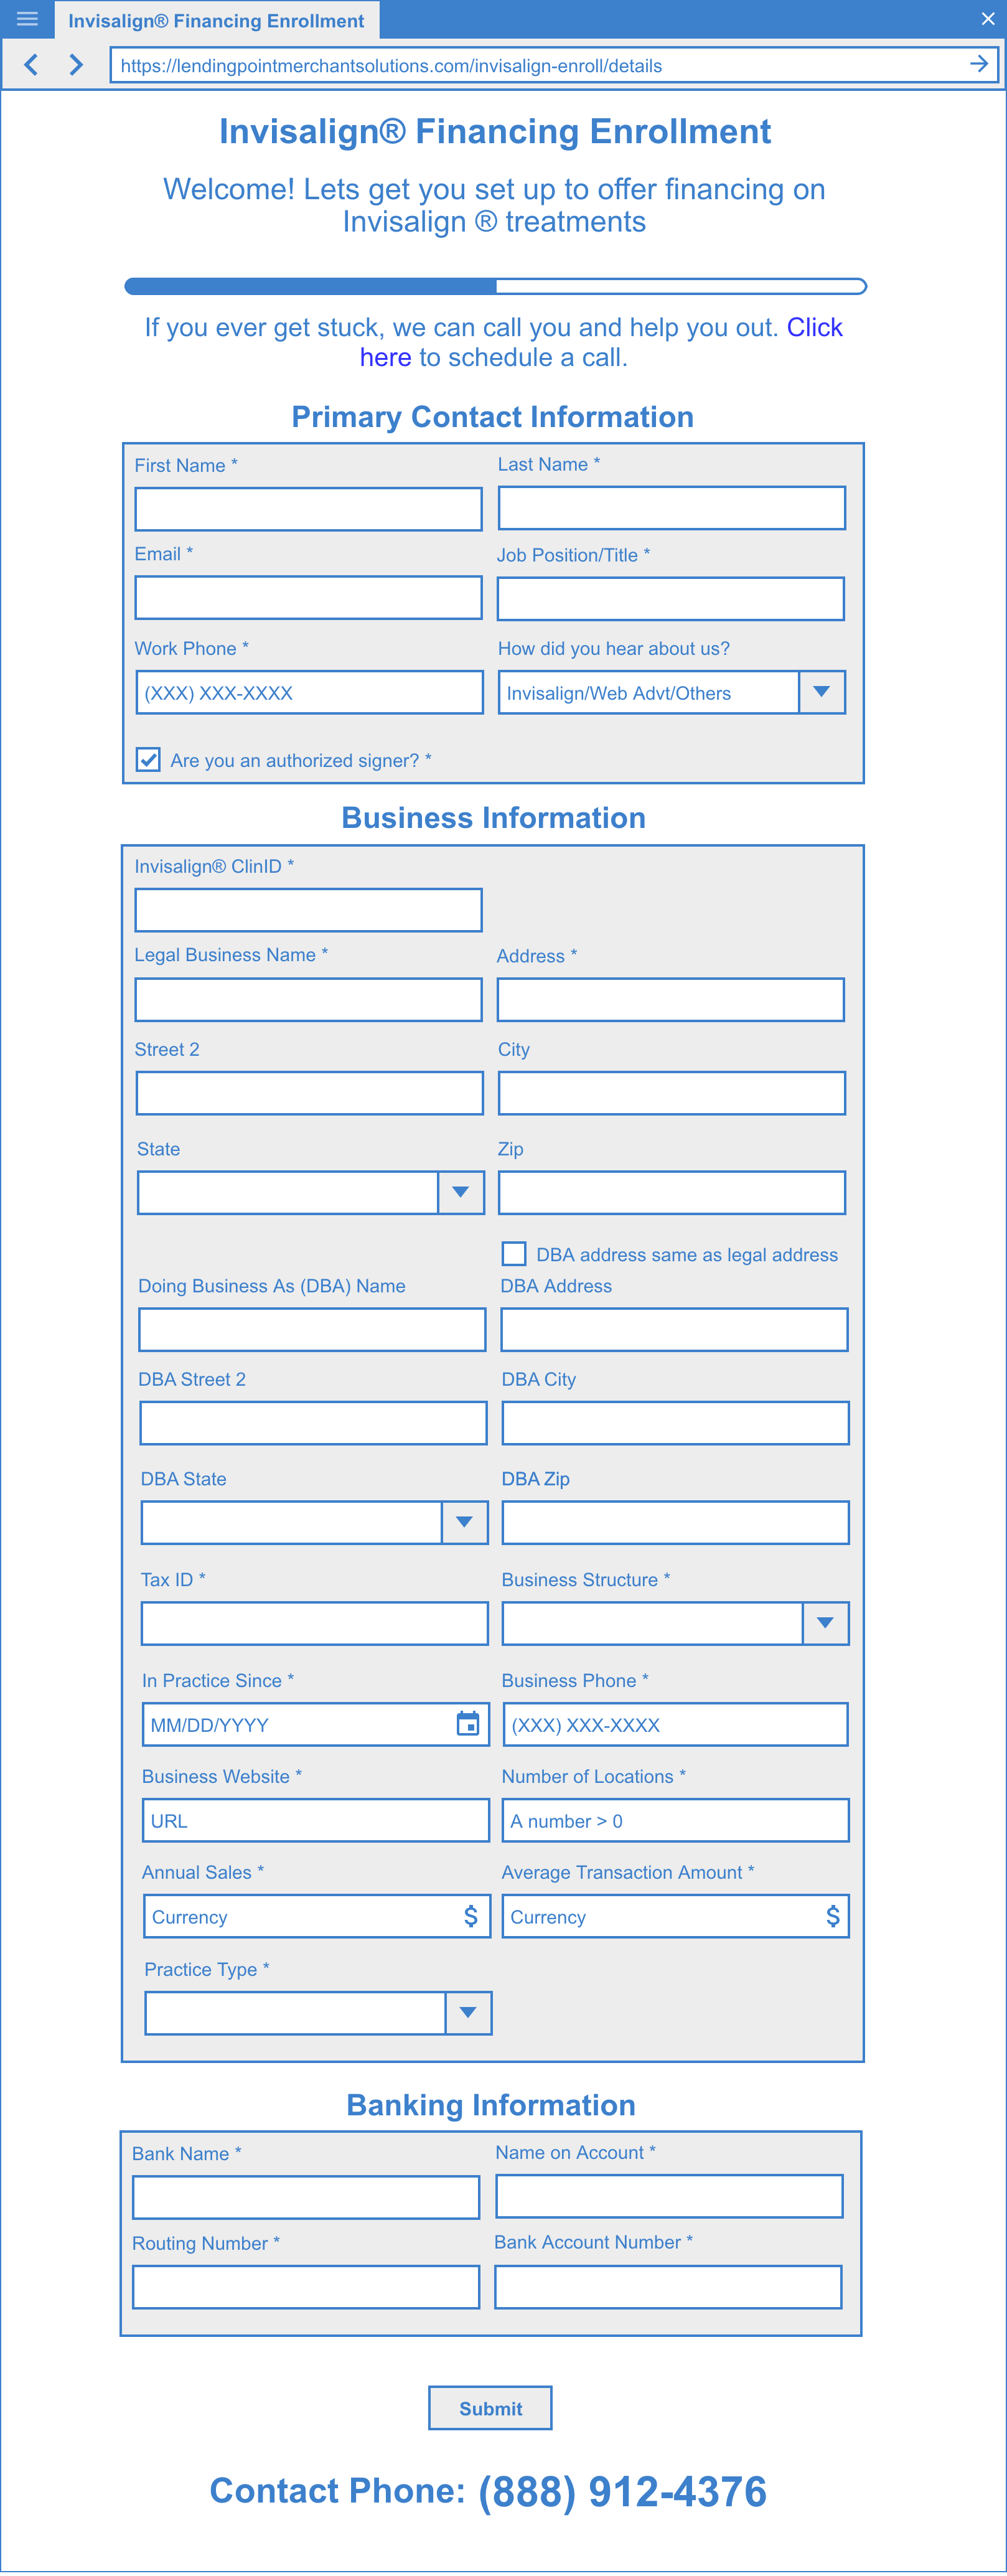 Invisalign® Financing Enrollment
https://lendingpointmerchantsolutions.com/invisalign-enroll/details
Invisalign® Financing Enrollment
Welcome! Lets get you set up to offer financing on
Invisalign ® treatments
If you ever get stuck, we can call you and help you out. Click
here to schedule a call.
Primary Contact Information
First Name * Last Name *
Email * Job Position/Title *
Work Phone * How did you hear about us?
(XXX) XXX-XXXX Invisalign/Web Advt/Others
Are you an authorized signer? *
Business Information
Invisalign® ClinID *
Legal Business Name * Address *
Street 2 City
State Zip
DBA address same as legal address
Doing Business As (DBA) Name DBA Address
DBA Street 2 DBA City
DBA State DBA Zip
Tax ID * Business Structure *
In Practice Since * Business Phone *
MM/DD/YYYY (XXX) XXX-XXXX
Business Website * Number of Locations *
URL A number > 0
Annual Sales * Average Transaction Amount *
Currency $ Currency $
Practice Type *
Banking Information
Bank Name * Name on Account *
Routing Number * Bank Account Number *
Submit
Contact Phone: (888) 912-4376